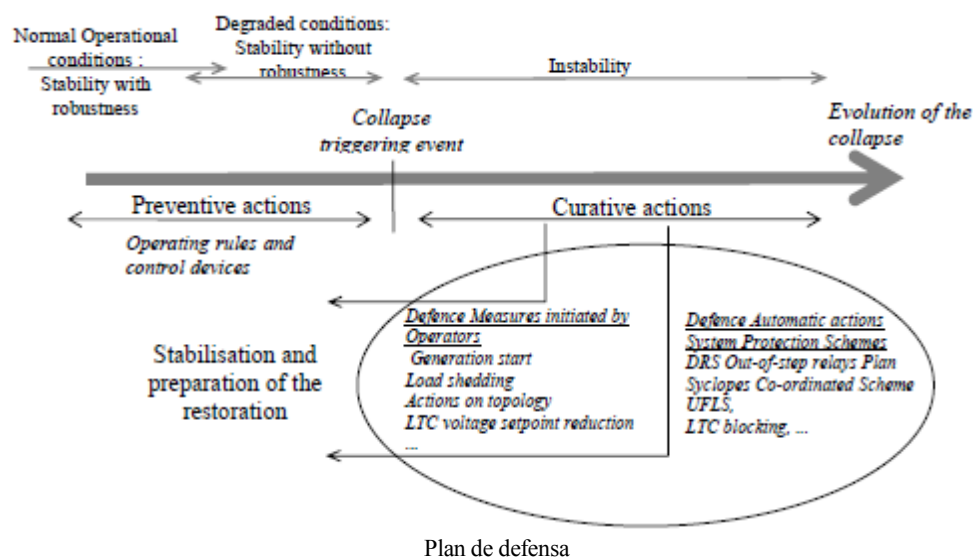 Normal Operational
conditions :
Stability with
robustness
Degraded conditions:
Stability without
robustness
Instability
Collapse
triggering event
Evolution of the
collapse
Preventive actions
Curative actions
Operating rules and
control devices
Stabilisation and
preparation of the
restoration
Defence Measures initiated by
Operators
Generation start
Load shedding
Actions on topology
LTC voltage setpoint reduction
...
Defence Automatic actions
System Protection Schemes
DRS Out-of-step relays Plan
Syclopes Co-ordinated Scheme
UFLS,
LTC blocking, ...
Plan de defensa